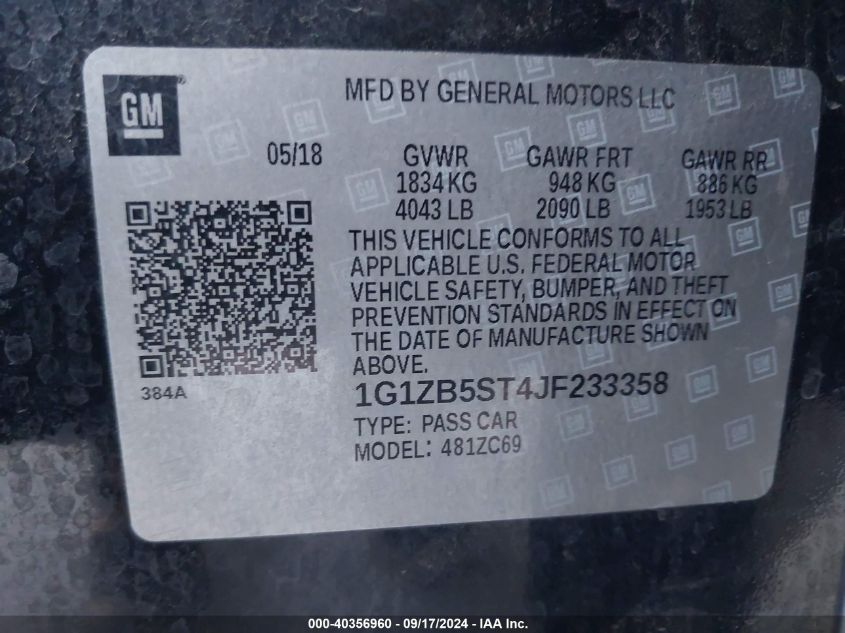 GM
MFD BY GENERAL MOTORS LLC
05/18 GVWR GAWR FRT GAWR RR
1834 KG 948 KG 886 KG
4043 LB 2090 LB 1953 LB
THIS VEHICLE CONFORMS TO ALL
APPLICABLE U.S. FEDERAL MOTOR
VEHICLE SAFETY, BUMPER, AND THEFT
PREVENTION STANDARDS IN EFFECT ON
THE DATE OF MANUFACTURE SHOWN
ABOVE.
384A
1G1ZB5ST4JF233358
TYPE: PASS CAR
MODEL: 481ZC69
000-40356960 - 09/17/2024 - IAA Inc.